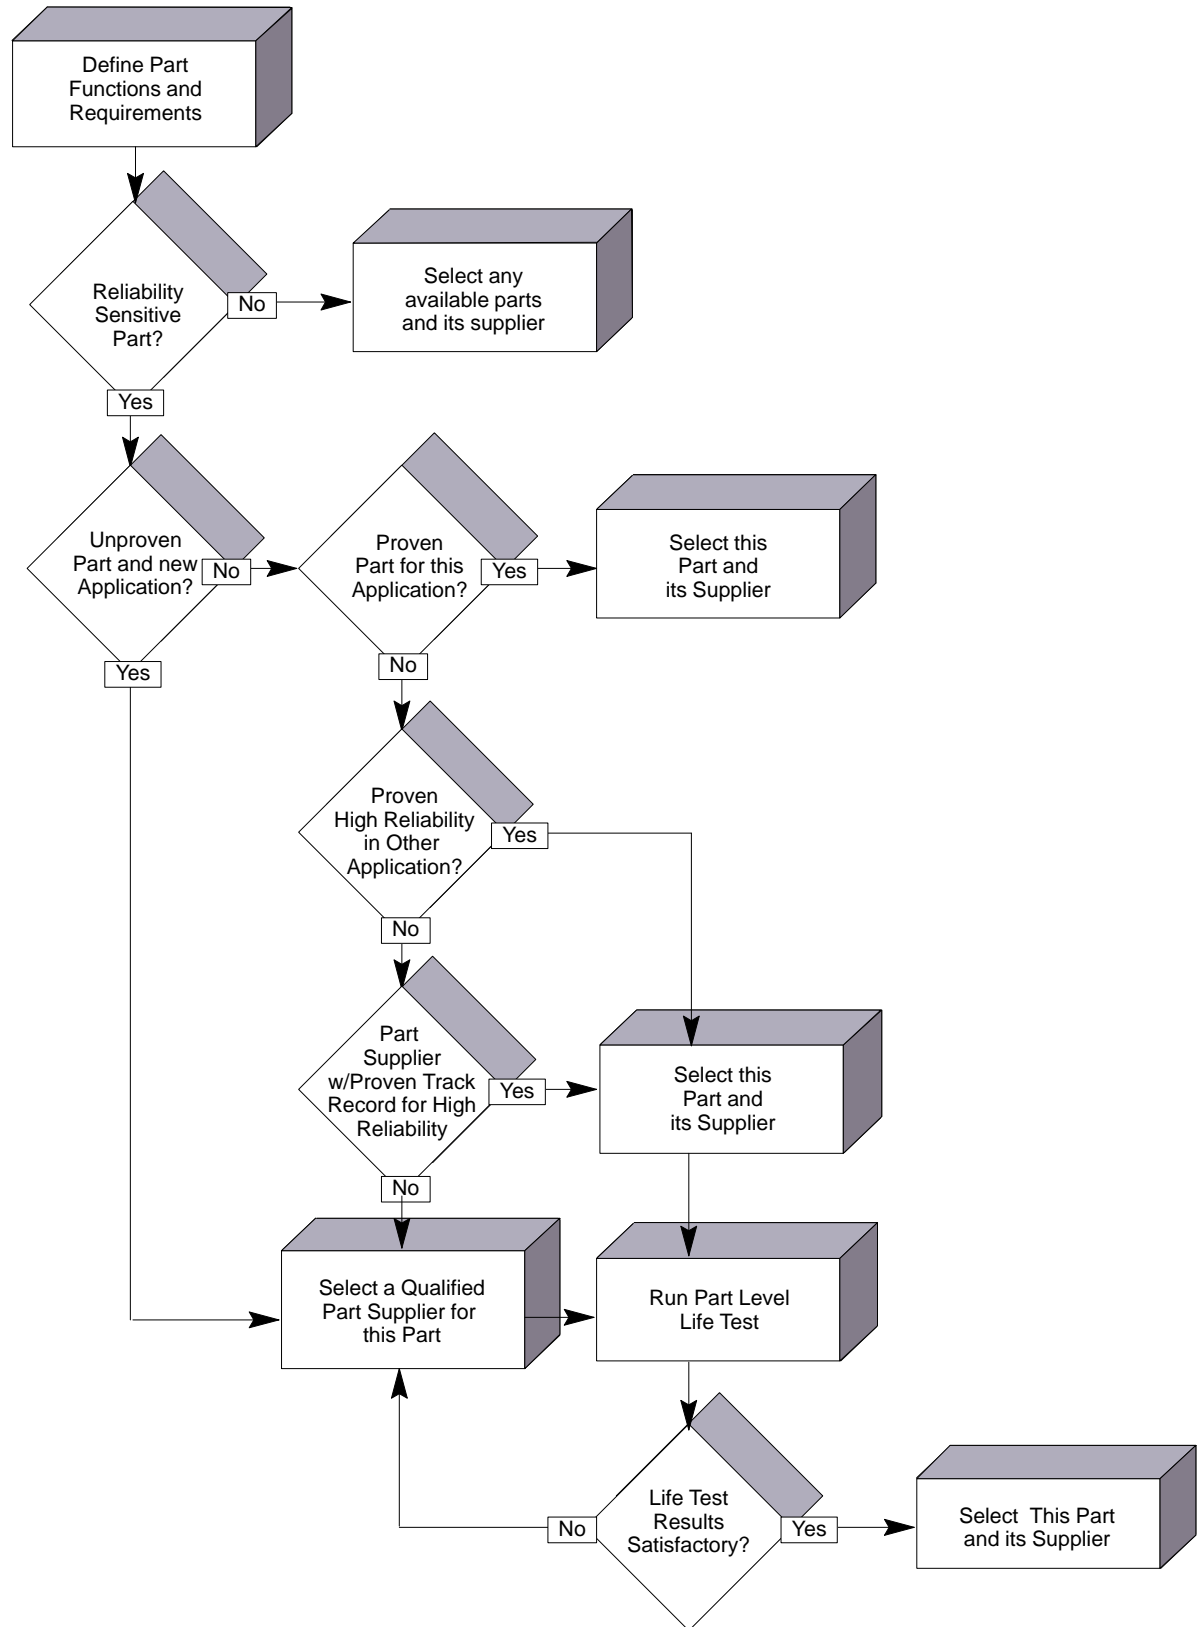 Define Part
Functions and
Requirements
Reliability
Sensitive
Part?
No
Select any
available parts
and its supplier
Yes
Unproven
Part and new
Application?
No
Proven
Part for this
Application?
Yes
Select this
Part and
its Supplier
Yes
No
Proven
High Reliability
in Other
Application?
Yes
No
Part
Supplier
w/Proven Track
Record for High
Reliability
Yes
Select this
Part and
its Supplier
No
Select a Qualified
Part Supplier for
this Part
Run Part Level
Life Test
Life Test
Results
Satisfactory?
No
Yes
Select This Part
and its Supplier